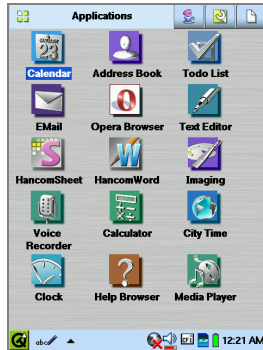 Applications
23
Calendar
Address Book
Todo List
EMail
Opera Browser
Text Editor
HancomSheet
HancomWord
Imaging
Voice
Recorder
Calculator
City Time
Clock
Help Browser
Media Player
abc
12:21 AM